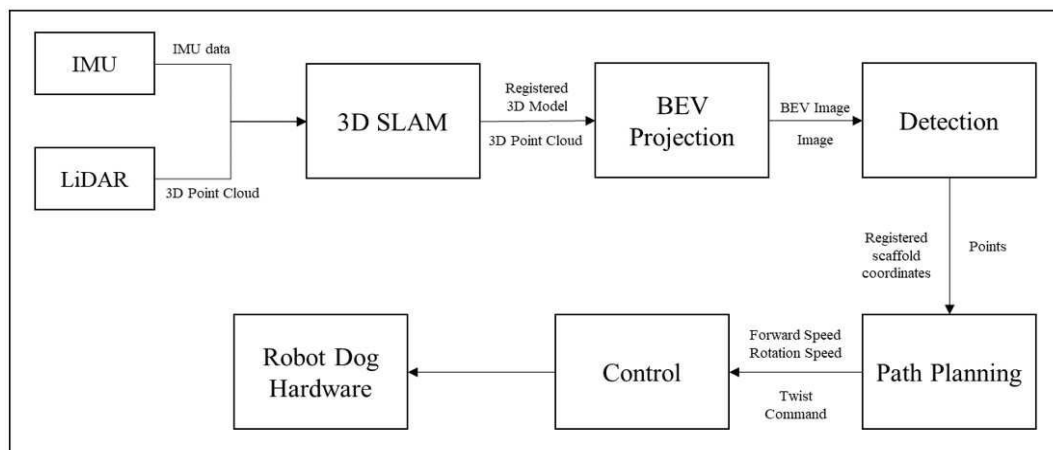 IMU
IMU data
LiDAR
3D Point Cloud
3D SLAM
Registered
3D Model
3D Point Cloud
BEV
Projection
BEV Image
Image
Detection
Registered
scaffold
coordinates
Points
Path Planning
Forward Speed
Rotation Speed
Twist
Command
Control
Robot Dog
Hardware